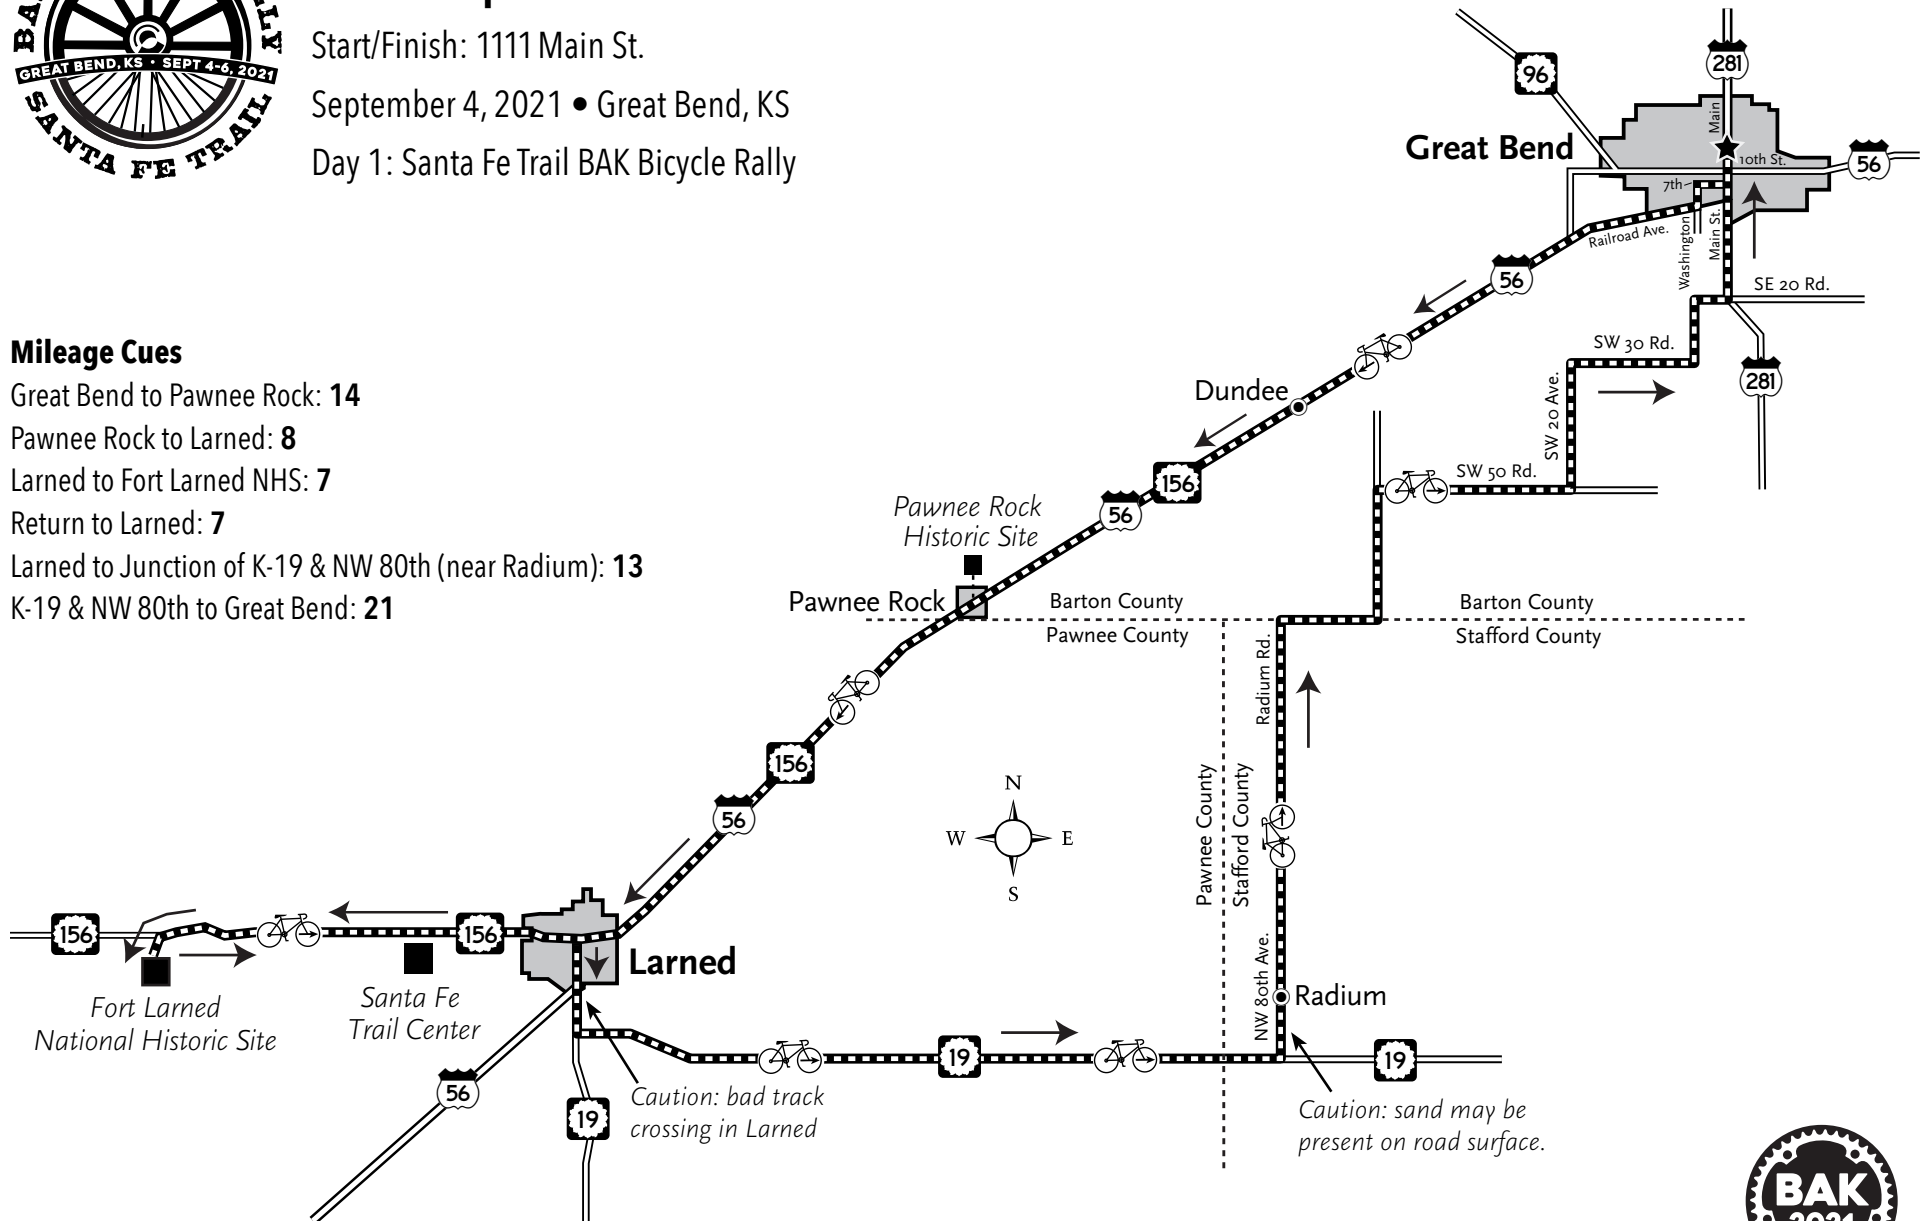 GREAT BEND, KS • SEPT 4-6, 2021
SANTA FE TRAIL
Start/Finish: 1111 Main St.
September 4, 2021 • Great Bend, KS
Day 1: Santa Fe Trail BAK Bicycle Rally
Mileage Cues
Great Bend to Pawnee Rock: 14
Pawnee Rock to Larned: 8
Larned to Fort Larned NHS: 7
Return to Larned: 7
Larned to Junction of K-19 & NW 80th (near Radium): 13
K-19 & NW 80th to Great Bend: 21
96
281
Main
Great Bend
10th St.
56
7th
Railroad Ave.
Washington
Main St.
56
SE 20 Rd.
SW 30 Rd.
281
Dundee
SW 20 Ave.
SW 50 Rd.
156
56
Pawnee Rock
Historic Site
Pawnee Rock
Barton County
Pawnee County
Barton County
Stafford County
Radium Rd.
156
56
N
W
E
S
Pawnee County
Stafford County
156
156
Larned
NW 80th Ave.
Radium
Fort Larned
National Historic Site
Santa Fe
Trail Center
19
19
56
19
Caution: bad track
crossing in Larned
Caution: sand may be
present on road surface.
BAK
2021